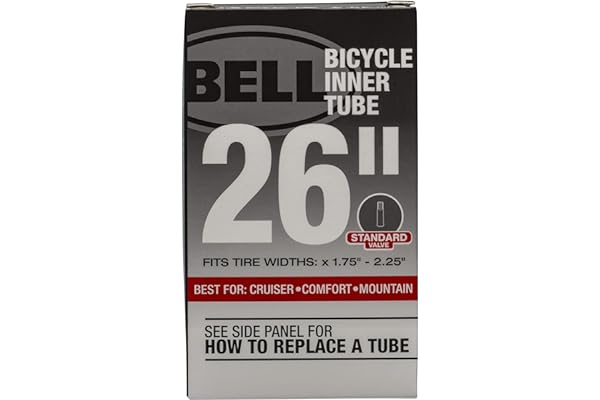 BELL
BICYCLE
INNER
TUBE
26"
STANDARD
VALVE
FITS TIRE WIDTHS: x 1.75" - 2.25"
BEST FOR: CRUISER•COMFORT•MOUNTAIN
SEE SIDE PANEL FOR
HOW TO REPLACE A TUBE